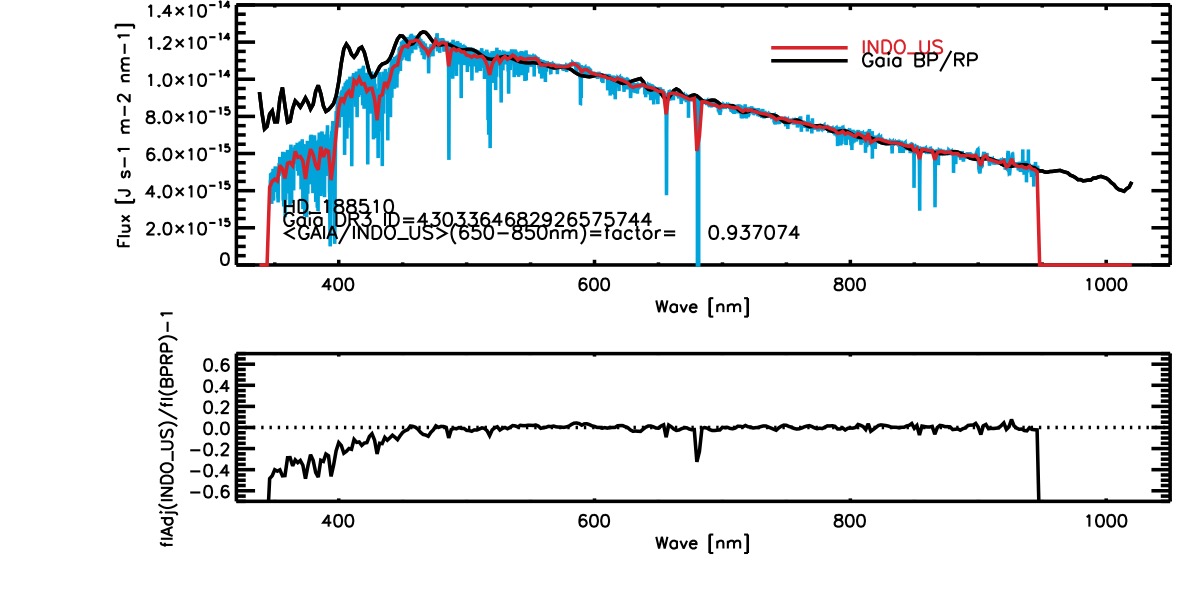 1.4×10−14
1.2×10−14
1.0×10−14
8.0×10−15
6.0×10−15
4.0×10−15
2.0×10−15
0
Flux [J s−1 m−2 nm−1]
INDO_US
Gaia BP/RP
HD_188510
Gaia DR3 ID=4303364682926575744
<GAIA/INDO_US>(650−850nm)=factor= 0.937074
400 600 800 1000
Wave [nm]
flAdj(INDO_US)/fl(BPRP)−1
0.6
0.4
0.2
0.0
−0.2
−0.4
−0.6
400 600 800 1000
Wave [nm]